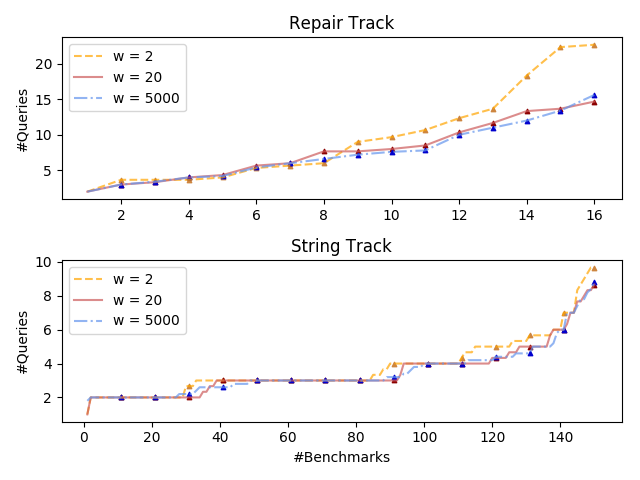 Repair Track
#Queries
w = 2
w = 20
w = 5000
20
15
10
5
2 4 6 8 10 12 14 16
String Track
#Queries
w = 2
w = 20
w = 5000
10
8
6
4
2
0 20 40 60 80 100 120 140
#Benchmarks